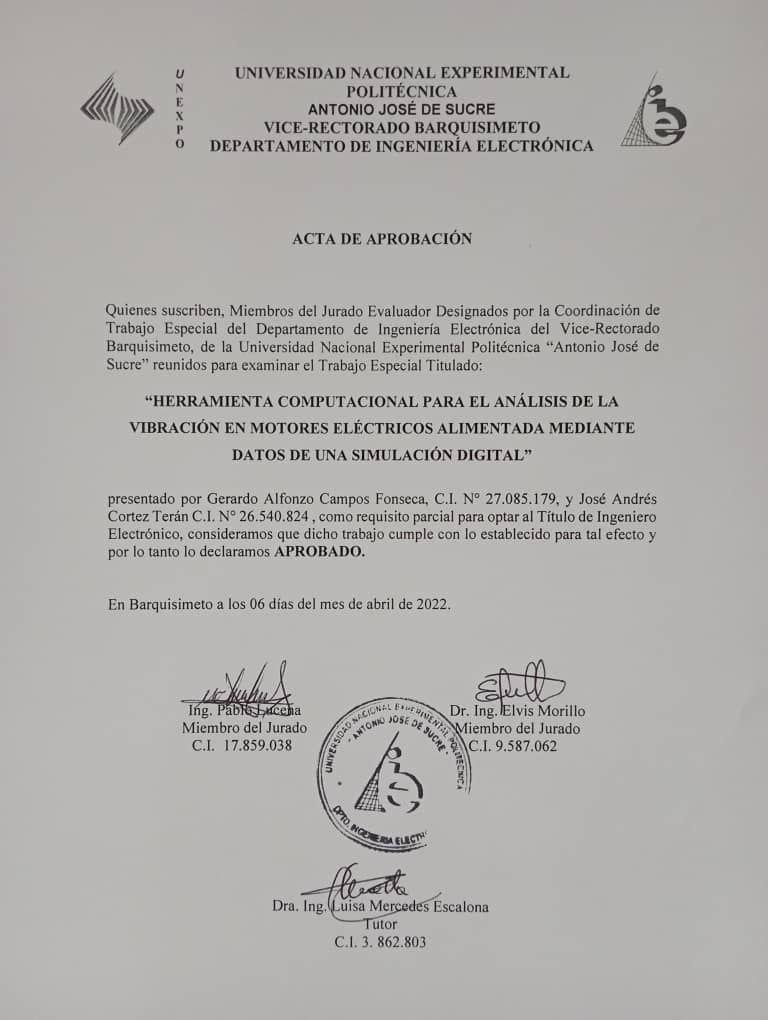 UNEXPO
UNIVERSIDAD NACIONAL EXPERIMENTAL
POLITÉCNICA
ANTONIO JOSÉ DE SUCRE
VICE-RECTORADO BARQUISIMETO
DEPARTAMENTO DE INGENIERÍA ELECTRÓNICA
ACTA DE APROBACIÓN
Quienes suscriben, Miembros del Jurado Evaluador Designados por la Coordinación de
Trabajo Especial del Departamento de Ingeniería Electrónica del Vice-Rectorado
Barquisimeto, de la Universidad Nacional Experimental Politécnica “Antonio José de
Sucre” reunidos para examinar el Trabajo Especial Titulado:
“HERRAMIENTA COMPUTACIONAL PARA EL ANÁLISIS DE LA
VIBRACIÓN EN MOTORES ELÉCTRICOS ALIMENTADA MEDIANTE
DATOS DE UNA SIMULACIÓN DIGITAL”
presentado por Gerardo Alfonzo Campos Fonseca, C.I. N° 27.085.179, y José Andrés
Cortez Terán C.I. N° 26.540.824 , como requisito parcial para optar al Título de Ingeniero
Electrónico, consideramos que dicho trabajo cumple con lo establecido para tal efecto y
por lo tanto lo declaramos APROBADO.
En Barquisimeto a los 06 días del mes de abril de 2022.
Ing. Pablo Lucena
Miembro del Jurado
C.I. 17.859.038
Dr. Ing. Elvis Morillo
Miembro del Jurado
C.I. 9.587.062
UNIVERSIDAD NACIONAL EXPERIMENTAL POLITECNICA
- ANTONIO JOSE DE SUCRE -
DPTO. INGENIERIA
Dra. Ing. Luisa Mercedes Escalona
Tutor
C.I. 3. 862.803